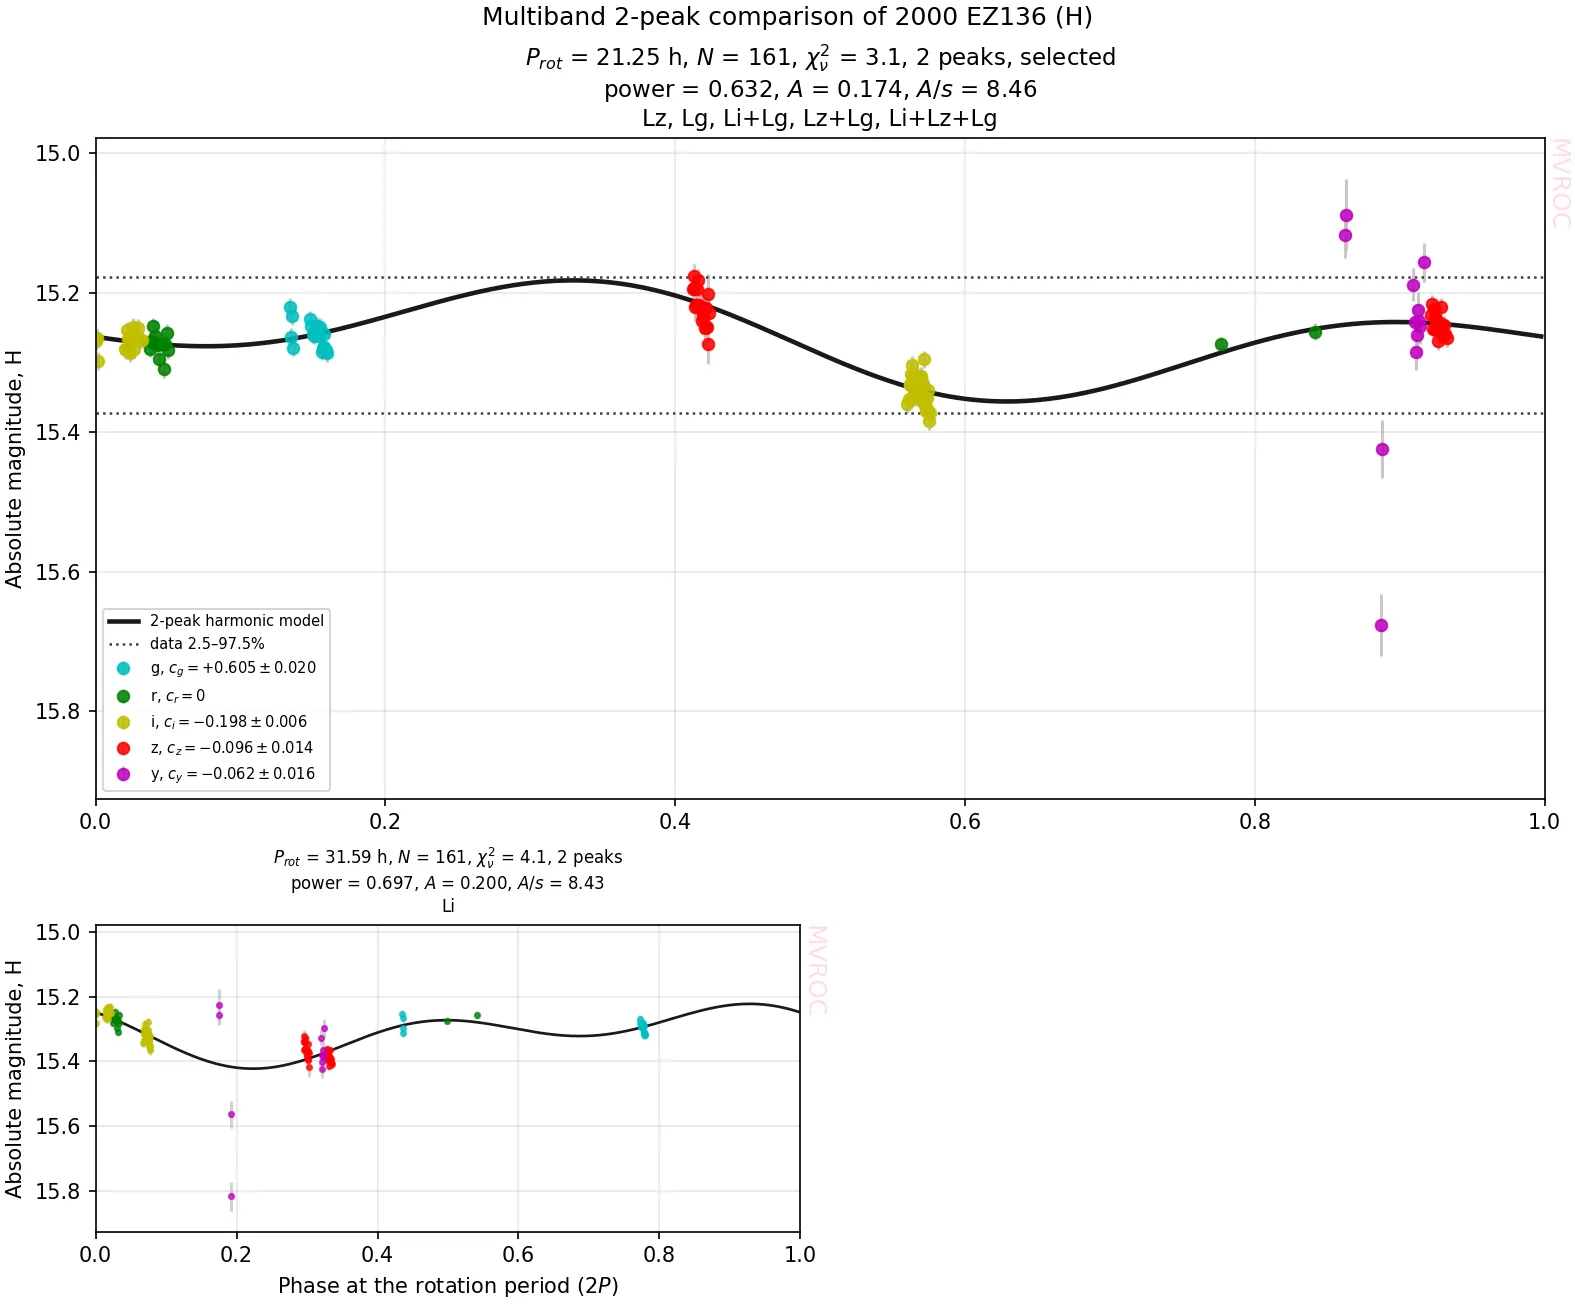 Multiband 2-peak comparison of 2000 EZ136 (H)
P_rot = 21.25 h, N = 161, χ²_ν = 3.1, 2 peaks, selected
power = 0.632, A = 0.174, A/s = 8.46
Lz, Lg, Li+Lg, Lz+Lg, Li+Lz+Lg
Absolute magnitude, H
15.0
15.2
15.4
15.6
15.8
2-peak harmonic model
data 2.5–97.5%
g, c_g = +0.605 ± 0.020
r, c_r = 0
i, c_i = −0.198 ± 0.006
z, c_z = −0.096 ± 0.014
y, c_y = −0.062 ± 0.016
0.0 0.2 0.4 0.6 0.8 1.0
MVROC
P_rot = 31.59 h, N = 161, χ²_ν = 4.1, 2 peaks
power = 0.697, A = 0.200, A/s = 8.43
Li
Absolute magnitude, H
15.0
15.2
15.4
15.6
15.8
0.0 0.2 0.4 0.6 0.8 1.0
Phase at the rotation period (2P)
MVROC